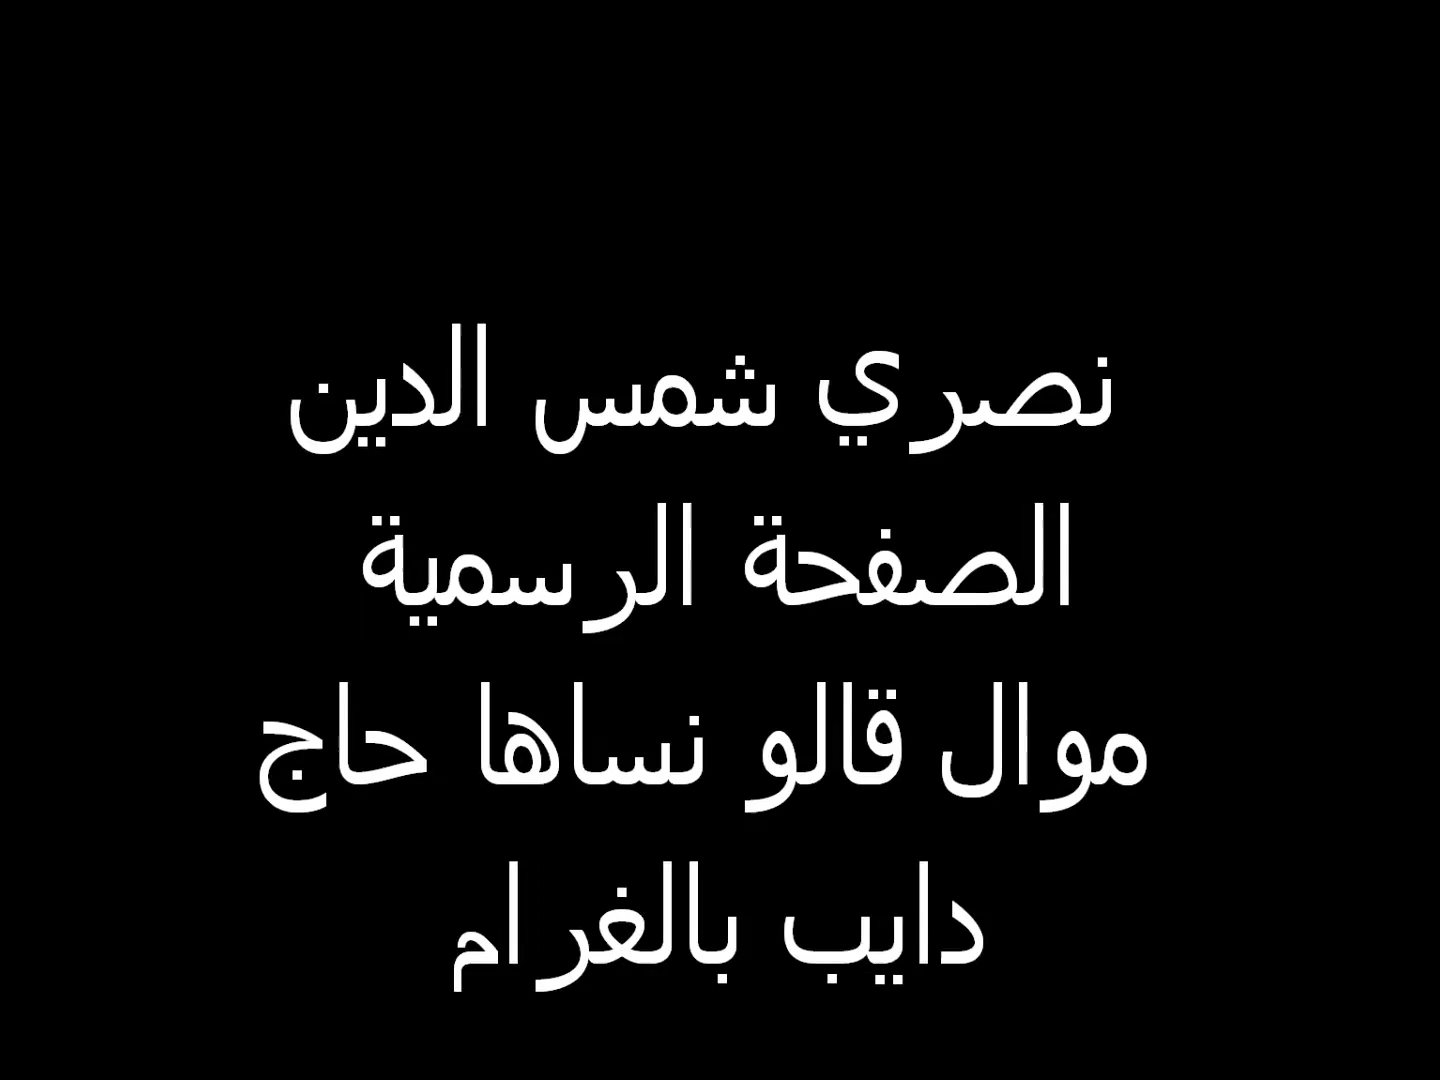 نصري شمس الدين
الصفحة الرسمية
موال قالو نساها حاج
دايب بالغرام